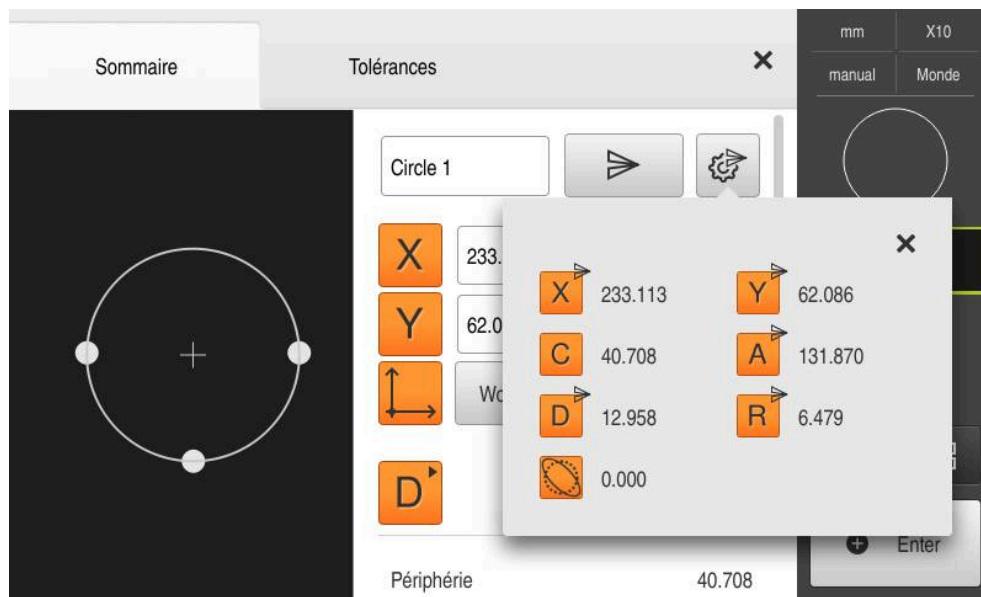 Sommaire
Tolérances
mm
X10
manual
Monde
Circle 1
X
233.
Y
62.0
X 233.113
Y 62.086
C 40.708
A 131.870
D 12.958
R 6.479
0.000
D
Périphérie 40.708
Enter